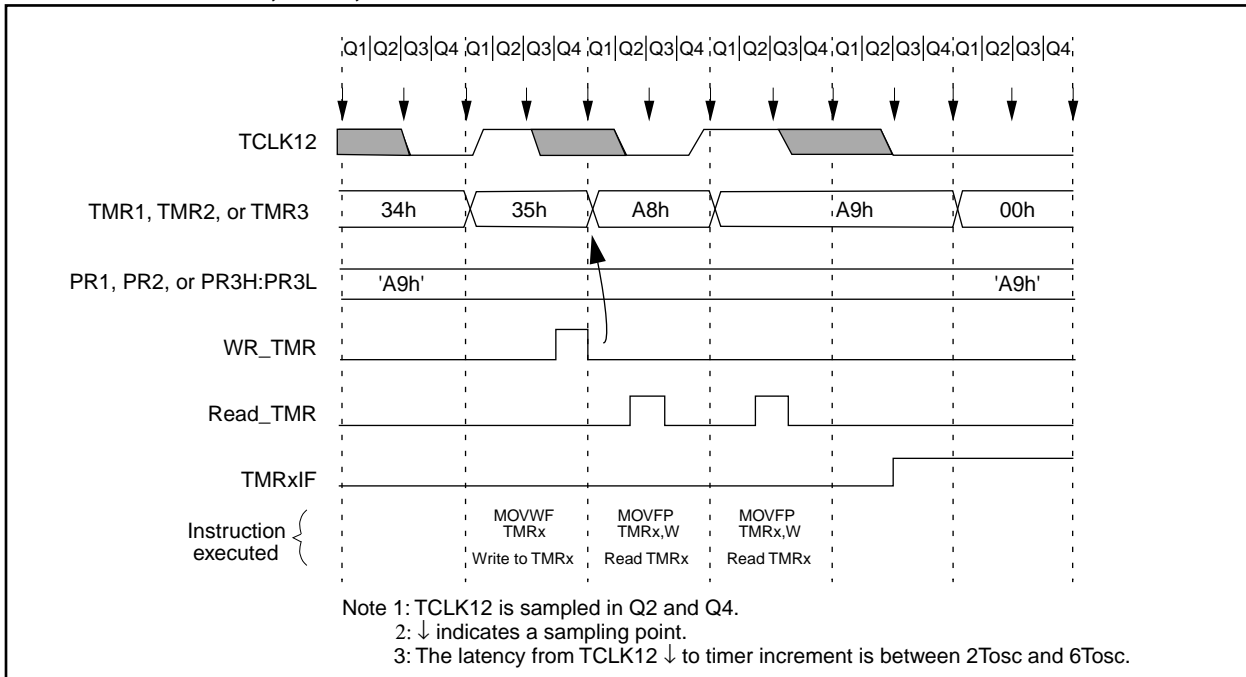 Q1 Q2 Q3 Q4 Q1 Q2 Q3 Q4 Q1 Q2 Q3 Q4 Q1 Q2 Q3 Q4 Q1 Q2 Q3 Q4 Q1 Q2 Q3 Q4
TCLK12
TMR1, TMR2, or TMR3 34h 35h A8h A9h 00h
PR1, PR2, or PR3H:PR3L 'A9h' 'A9h'
WR_TMR
Read_TMR
TMRxIF
Instruction executed
MOVWF MOVFP MOVFP
TMRx TMRx,W TMRx,W
Write to TMRx Read TMRx Read TMRx
Note 1: TCLK12 is sampled in Q2 and Q4.
2: ↓ indicates a sampling point.
3: The latency from TCLK12 ↓ to timer increment is between 2Tosc and 6Tosc.